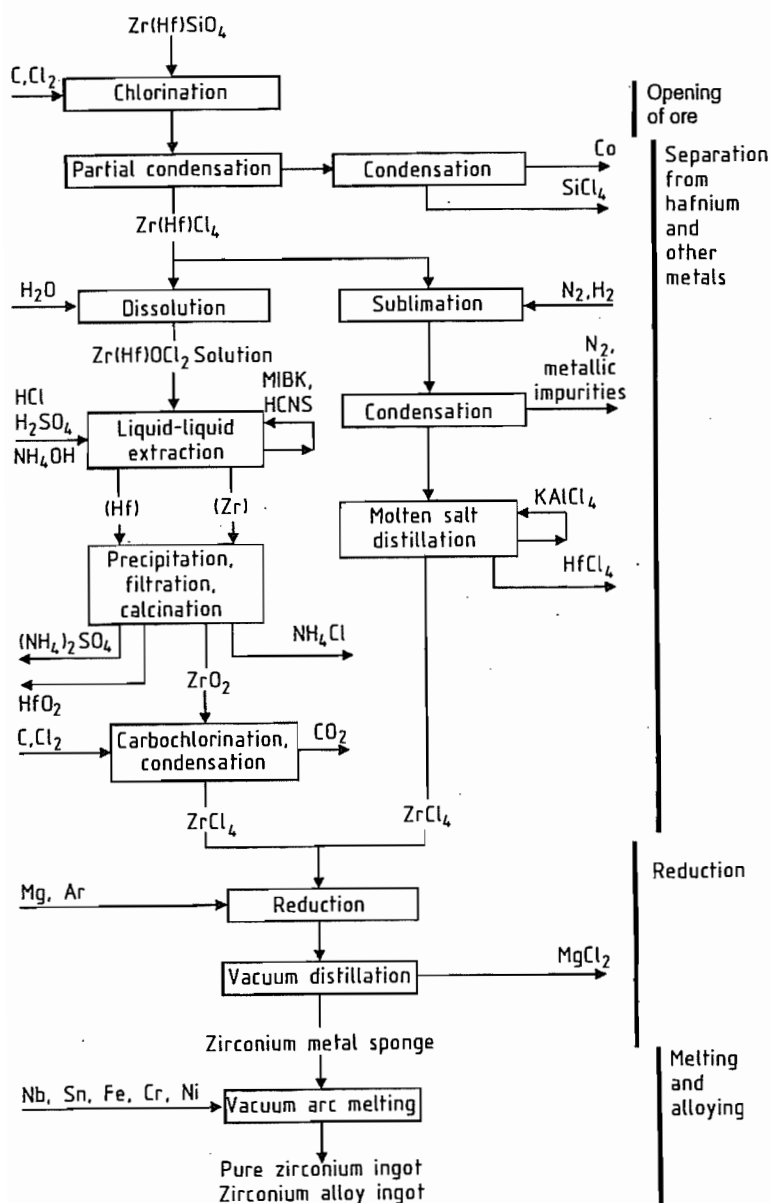 Zr(Hf)SiO₄
C,Cl₂
Chlorination
Opening
of ore
Partial condensation
Condensation
Co
SiCl₄
Separation
from
hafnium
and
other
metals
Zr(Hf)Cl₄
H₂O
Dissolution
Sublimation
N₂,H₂
Zr(Hf)OCl₂ Solution
N₂,
metallic
impurities
MIBK,
HCNS
HCl
H₂SO₄
NH₄OH
Liquid-liquid
extraction
Condensation
(Hf)
(Zr)
KAlCl₄
Molten salt
distillation
HfCl₄
Precipitation,
filtration,
calcination
(NH₄)₂SO₄
NH₄Cl
HfO₂
ZrO₂
C,Cl₂
Carbochlorination,
condensation
CO₂
ZrCl₄
ZrCl₄
Reduction
Mg, Ar
Reduction
Vacuum distillation
MgCl₂
Zirconium metal sponge
Melting
and
alloying
Nb, Sn, Fe, Cr, Ni
Vacuum arc melting
Pure zirconium ingot
Zirconium alloy ingot